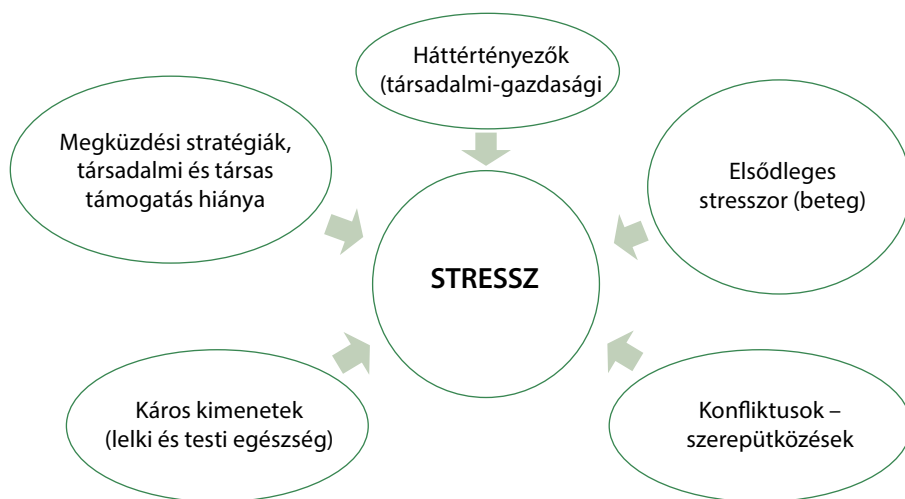 Háttértényezők
(társadalmi-gazdasági
Megküzdési stratégiák,
társadalmi és társas
támogatás hiánya
Elsődleges
stresszor (beteg)
STRESSZ
Káros kimenetek
(lelki és testi egészség)
Konfliktusok –
szerepütközések